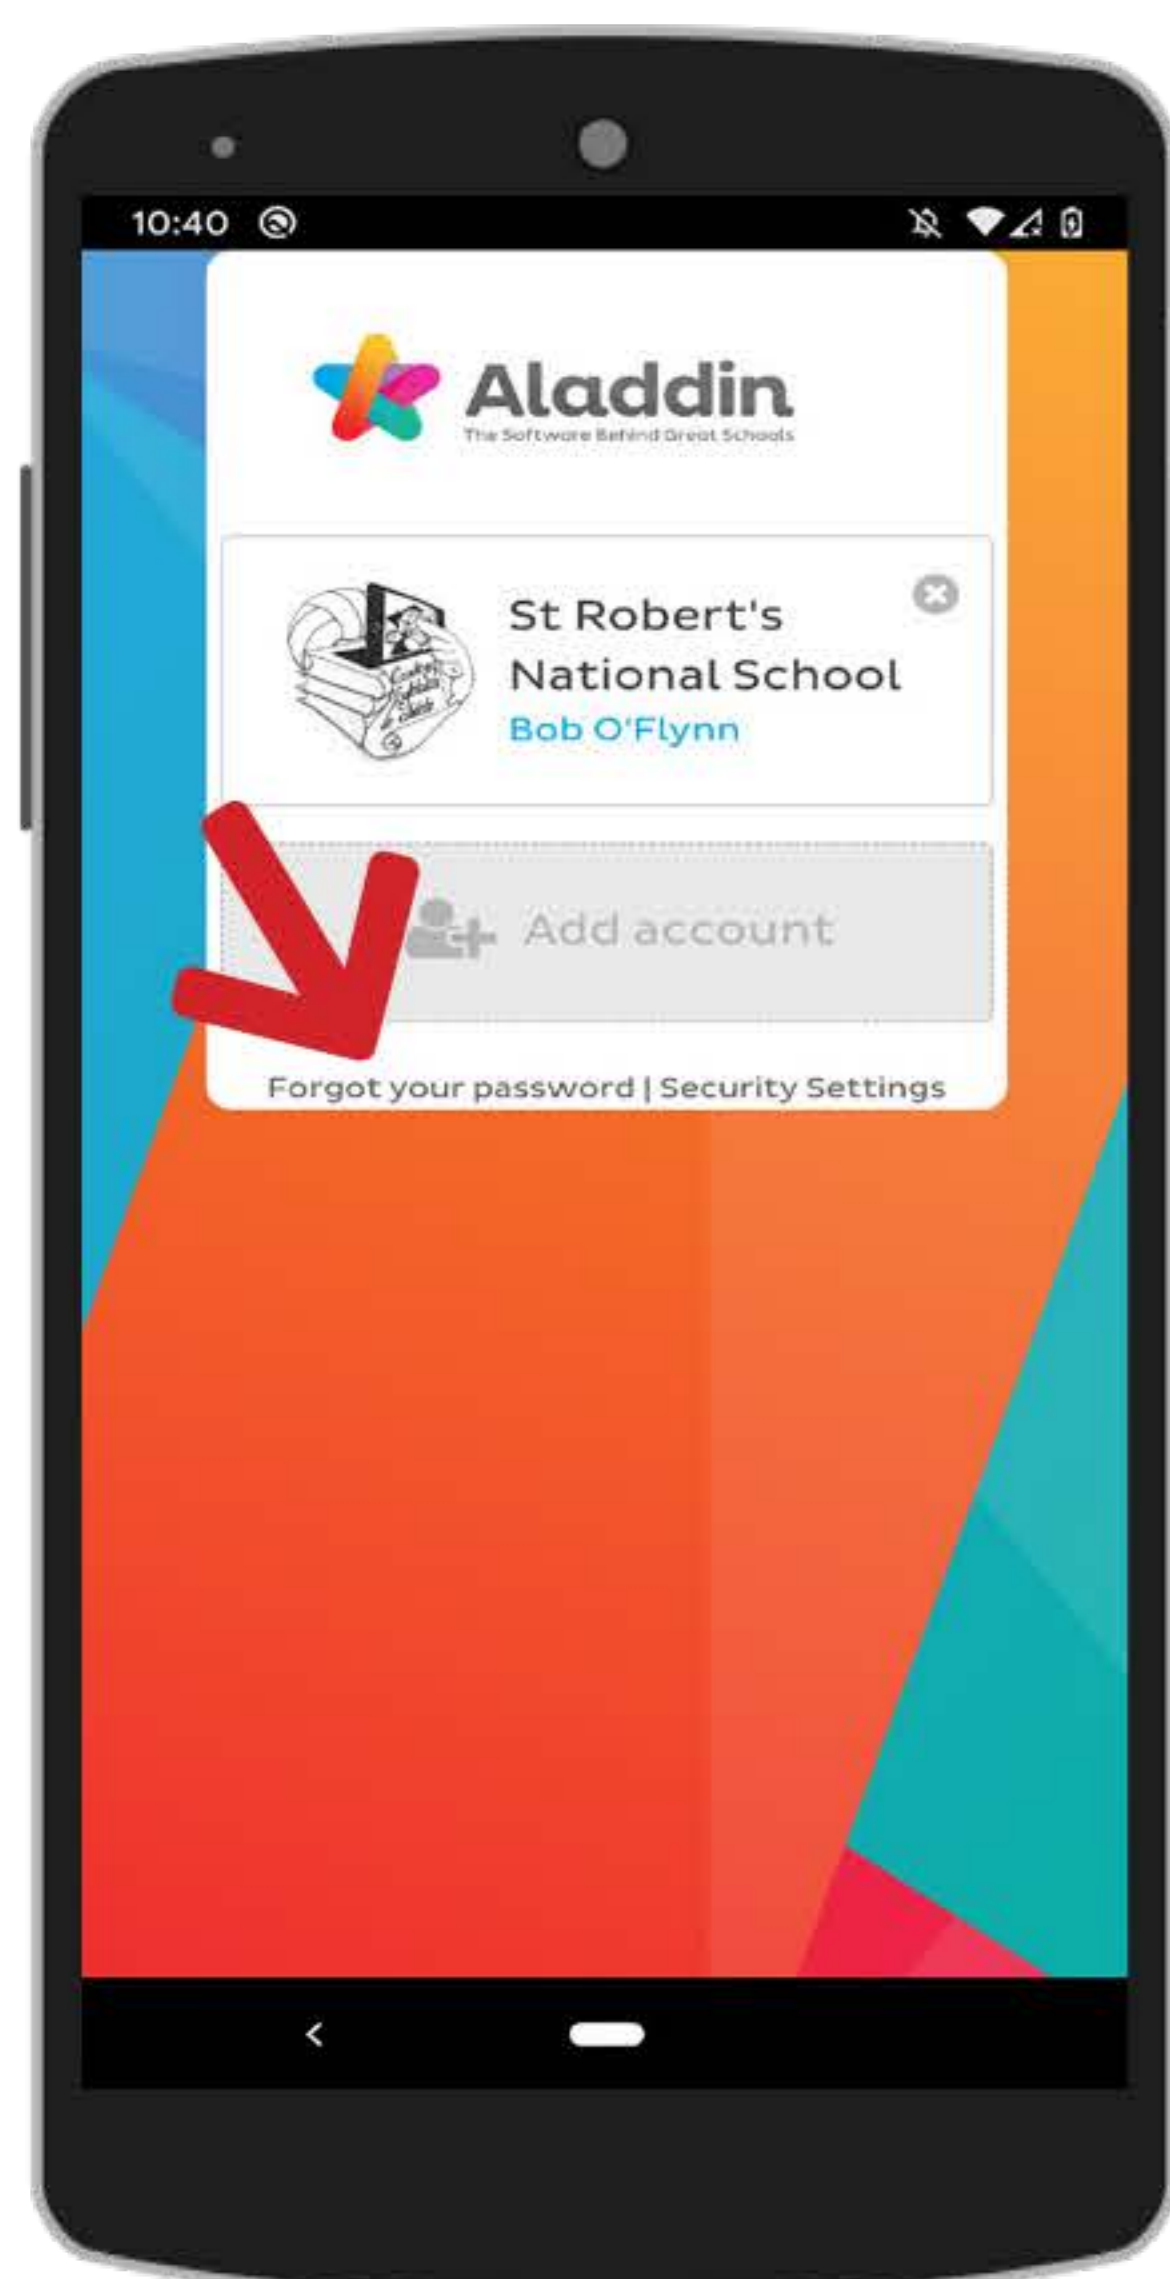 10:40
Aladdin
The Software Behind Great Schools
St Robert's
National School
Bob O'Flynn
Add account
Forgot your password | Security Settings